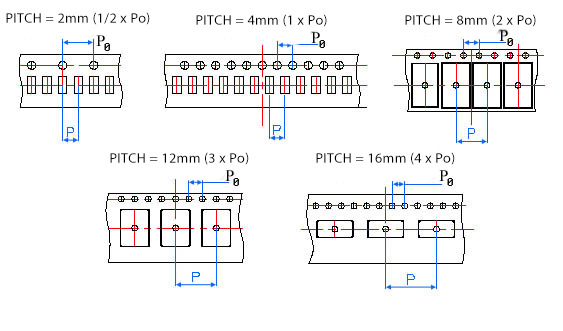 PITCH = 2mm (1/2 x Po)
PITCH = 4mm (1 x Po)
PITCH = 8mm (2 x Po)
P0
P0
P0
P
P
P
PITCH = 12mm (3 x Po)
PITCH = 16mm (4 x Po)
P0
P0
P
P